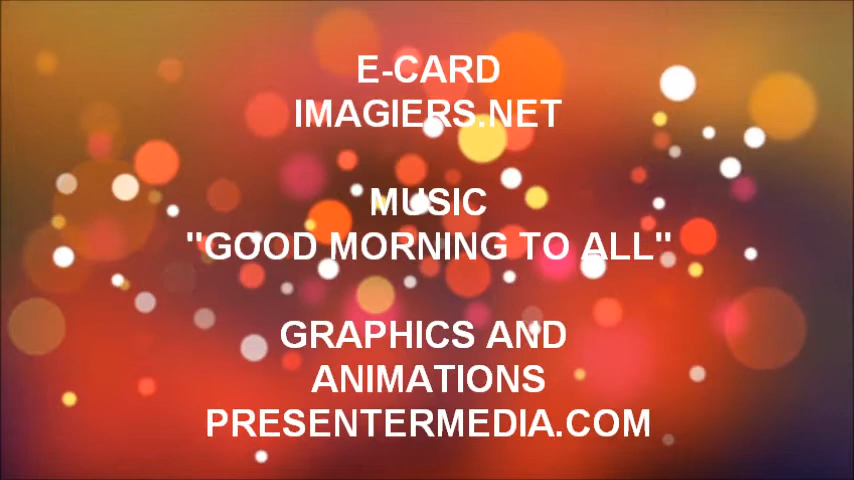 E-CARD
IMAGIERS.NET
MUSIC
"GOOD MORNING TO ALL"
GRAPHICS AND
ANIMATIONS
PRESENTERMEDIA.COM